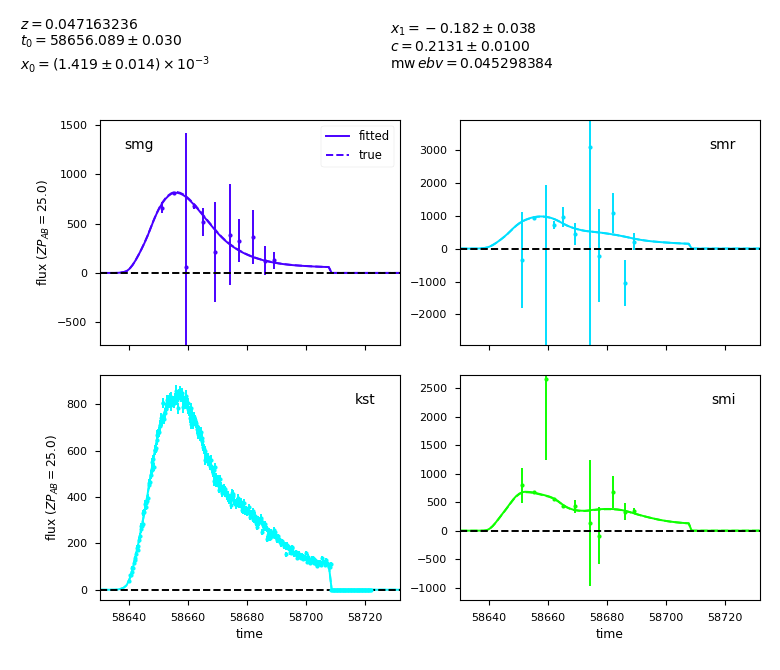 z = 0.047163236
t₀ = 58656.089 ± 0.030
x₀ = (1.419 ± 0.014) × 10⁻³
x₁ = −0.182 ± 0.038
c = 0.2131 ± 0.0100
mw ebv = 0.045298384
smg
fitted
true
flux (ZP_AB = 25.0)
1500
1000
500
0
−500
smr
3000
2000
1000
0
−1000
−2000
kst
flux (ZP_AB = 25.0)
800
600
400
200
0
58640 58660 58680 58700 58720
time
smi
2500
2000
1500
1000
500
0
−500
−1000
58640 58660 58680 58700 58720
time